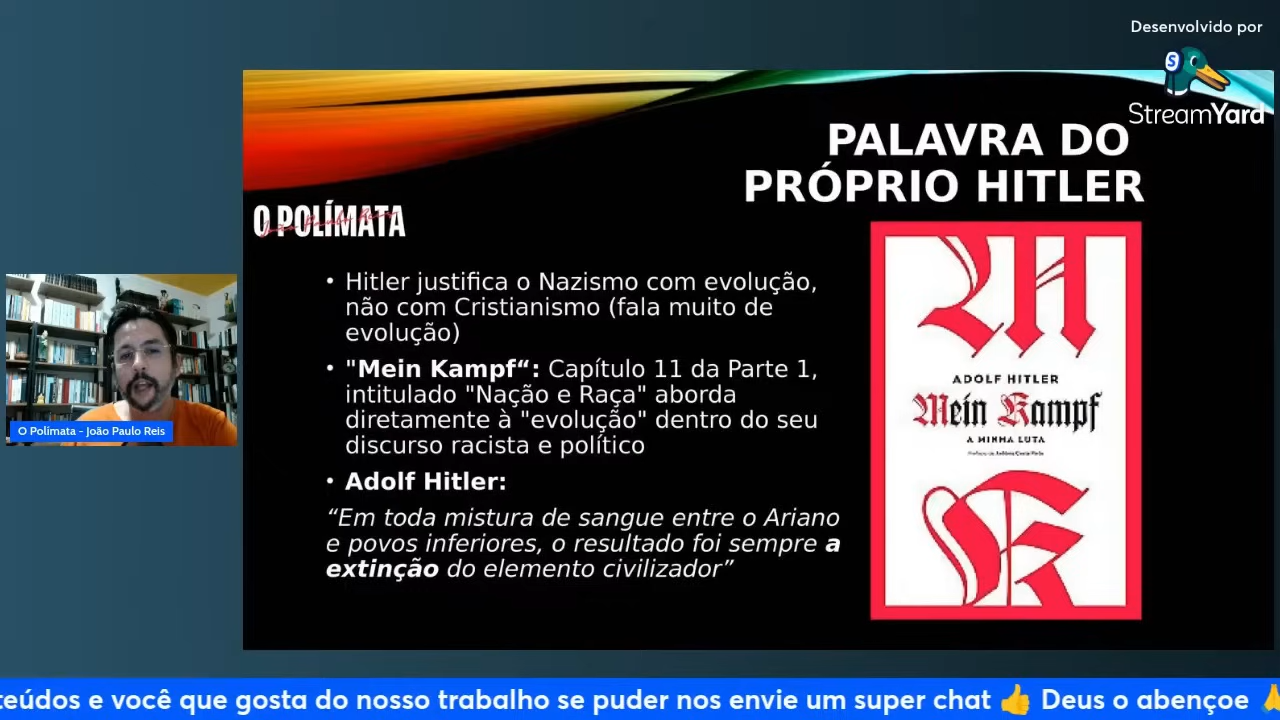 Desenvolvido por
StreamYard
PALAVRA DO
PRÓPRIO HITLER
O POLÍMATA
João Paulo Reis
• Hitler justifica o Nazismo com evolução,
não com Cristianismo (fala muito de
evolução)
• "Mein Kampf“: Capítulo 11 da Parte 1,
intitulado "Nação e Raça" aborda
diretamente à "evolução" dentro do seu
discurso racista e político
• Adolf Hitler:
“Em toda mistura de sangue entre o Ariano
e povos inferiores, o resultado foi sempre a
extinção do elemento civilizador”
M
ADOLF HITLER
Mein Kampf
A MINHA LUTA
K
O Polimata - João Paulo Reis
teúdos e você que gosta do nosso trabalho se puder nos envie um super chat 👍 Deus o abençoe 🙏